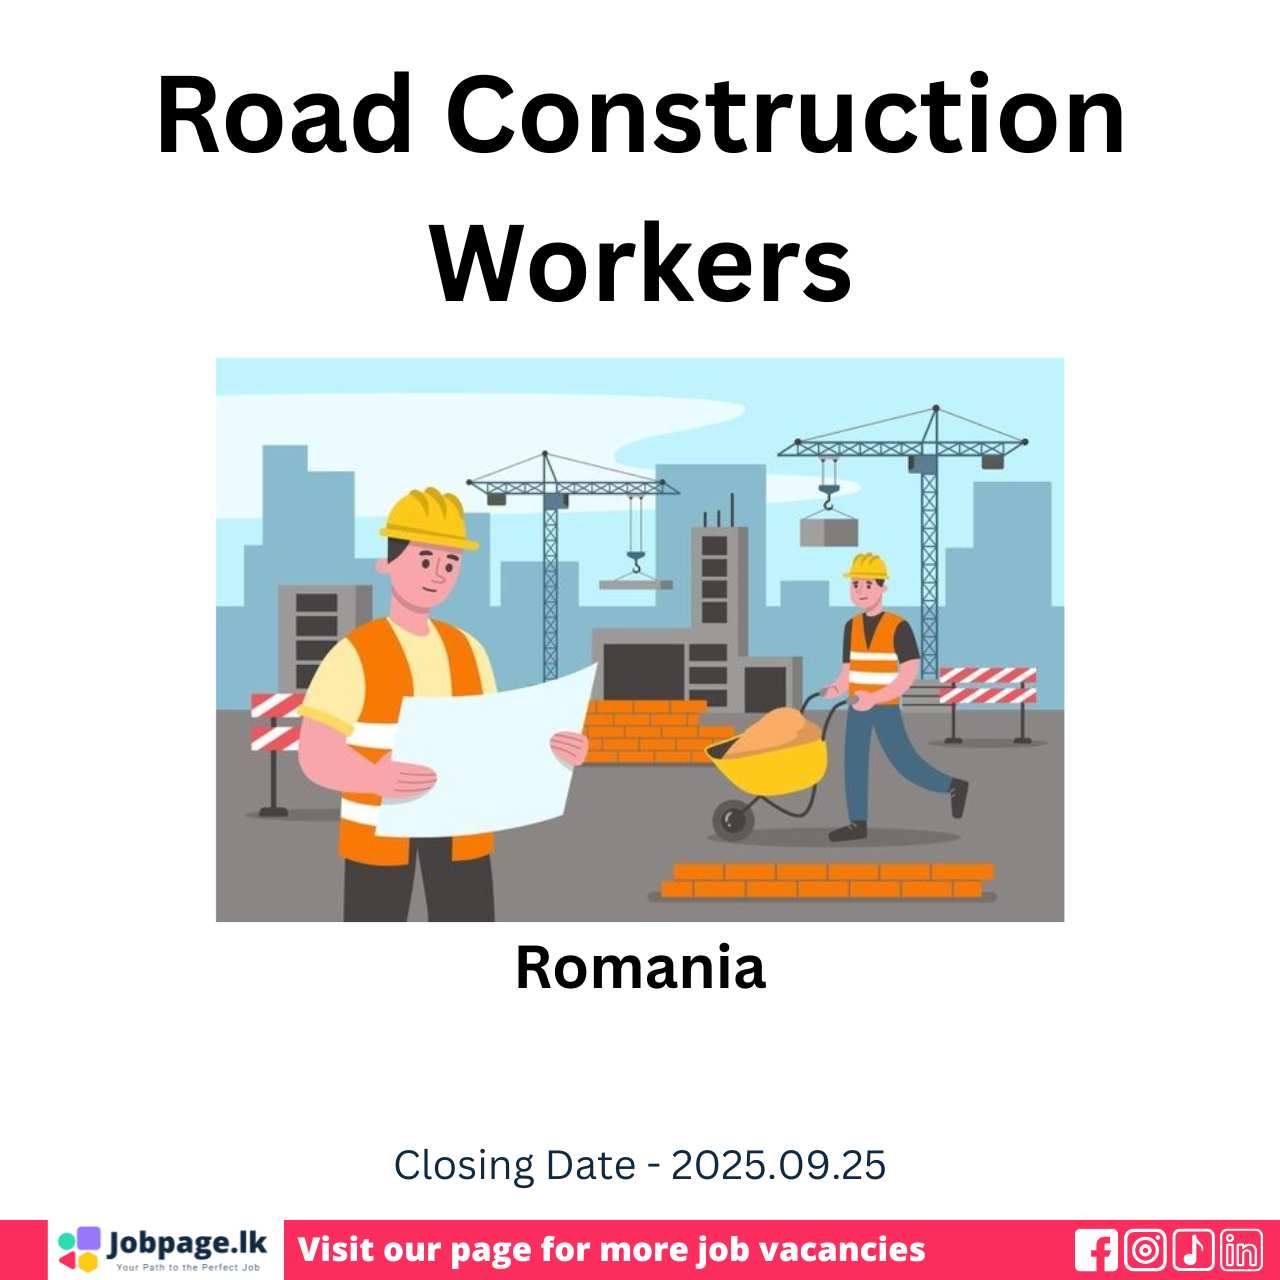 Road Construction
Workers
Romania
Closing Date - 2025.09.25
Jobpage.lk
Your Path to the Perfect Job
Visit our page for more job vacancies